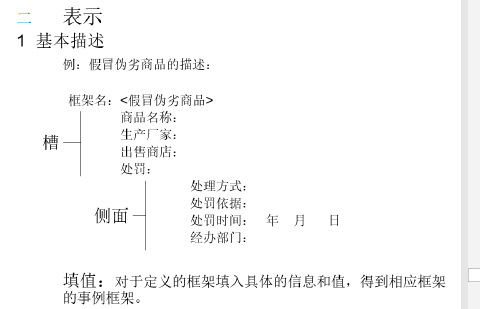 二 表示
1 基本描述
例：假冒伪劣商品的描述：
框架名：<假冒伪劣商品>
商品名称：
生产厂家：
槽
出售商店：
处罚：
处理方式：
处罚依据：
侧面
处罚时间： 年 月 日
经办部门：
填值：对于定义的框架填入具体的信息和值，得到相应框架
的事例框架。